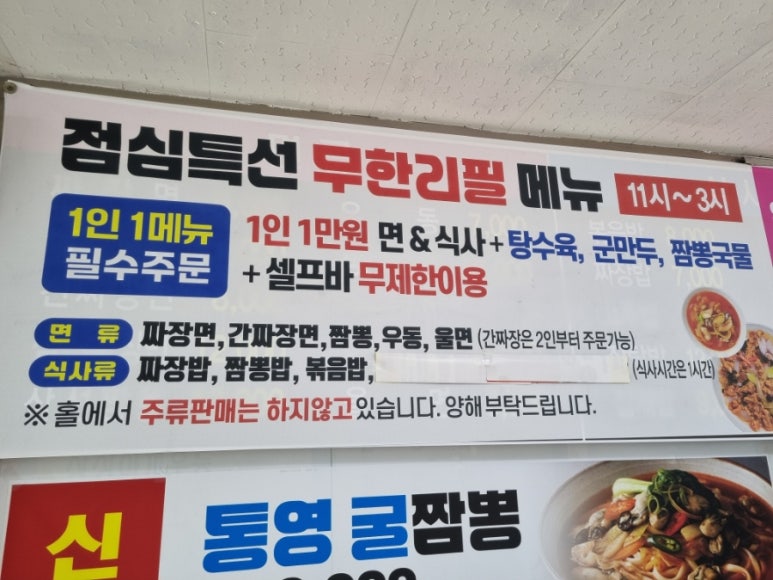 점심특선 무한리필 메뉴 11시~3시
1인 1메뉴
필수주문
1인 1만원 면 & 식사 + 탕수육, 군만두, 짬뽕국물
+ 셀프바 무제한이용
면 류 짜장면, 간짜장면, 짬뽕, 우동, 울면 (간짜장은 2인부터 주문가능)
식사류 짜장밥, 짬뽕밥, 볶음밥, (식사시간은 1시간)
※ 홀에서 주류판매는 하지않고 있습니다. 양해 부탁드립니다.
통영 굴짬뽕